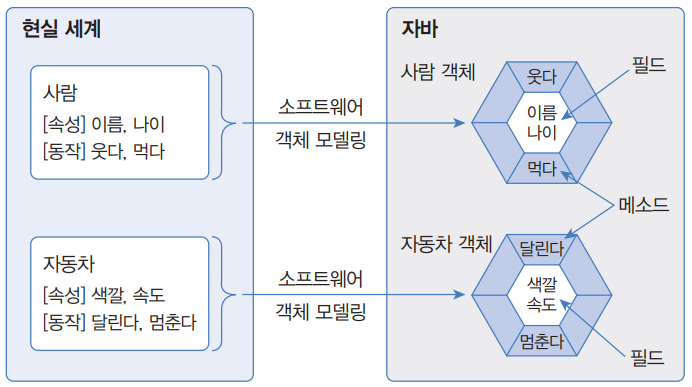 현실 세계
사람
[속성] 이름, 나이
[동작] 웃다, 먹다
자동차
[속성] 색깔, 속도
[동작] 달린다, 멈춘다
소프트웨어
객체 모델링
소프트웨어
객체 모델링
자바
사람 객체
웃다
이름
나이
먹다
필드
메소드
자동차 객체
달린다
색깔
속도
멈춘다
필드